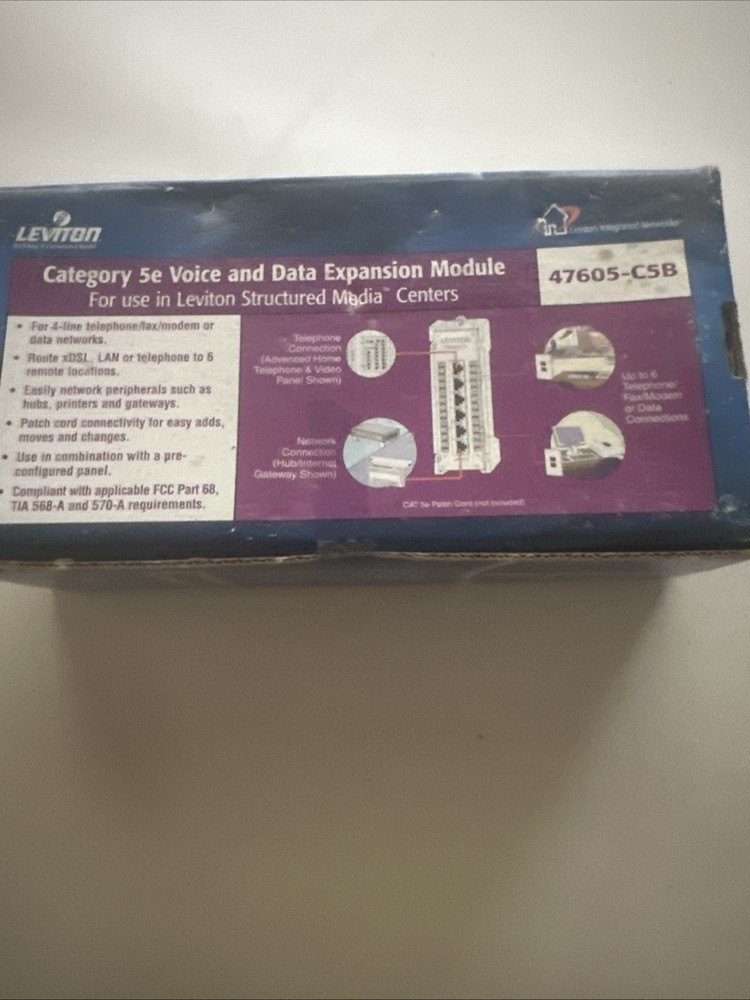 LEVITON
Leviton Integrated Networks
Category 5e Voice and Data Expansion Module
For use in Leviton Structured Media™ Centers
47605-C5B
• For 4-line telephone/fax/modem or
data networks.
• Route xDSL, LAN or telephone to 6
remote locations.
• Easily network peripherals such as
hubs, printers and gateways.
• Patch cord connectivity for easy adds,
moves and changes.
• Use in combination with a pre-
configured panel.
• Compliant with applicable FCC Part 68,
TIA 568-A and 570-A requirements.
Telephone
Connection
(Advanced Home
Telephone & Video
Panel Shown)
Network
Connection
(Hub/Internet
Gateway Shown)
LEVITON
Up to 6
Telephone/
Fax/Modem
or Data
Connections
CAT 5e Patch Cord (not included)